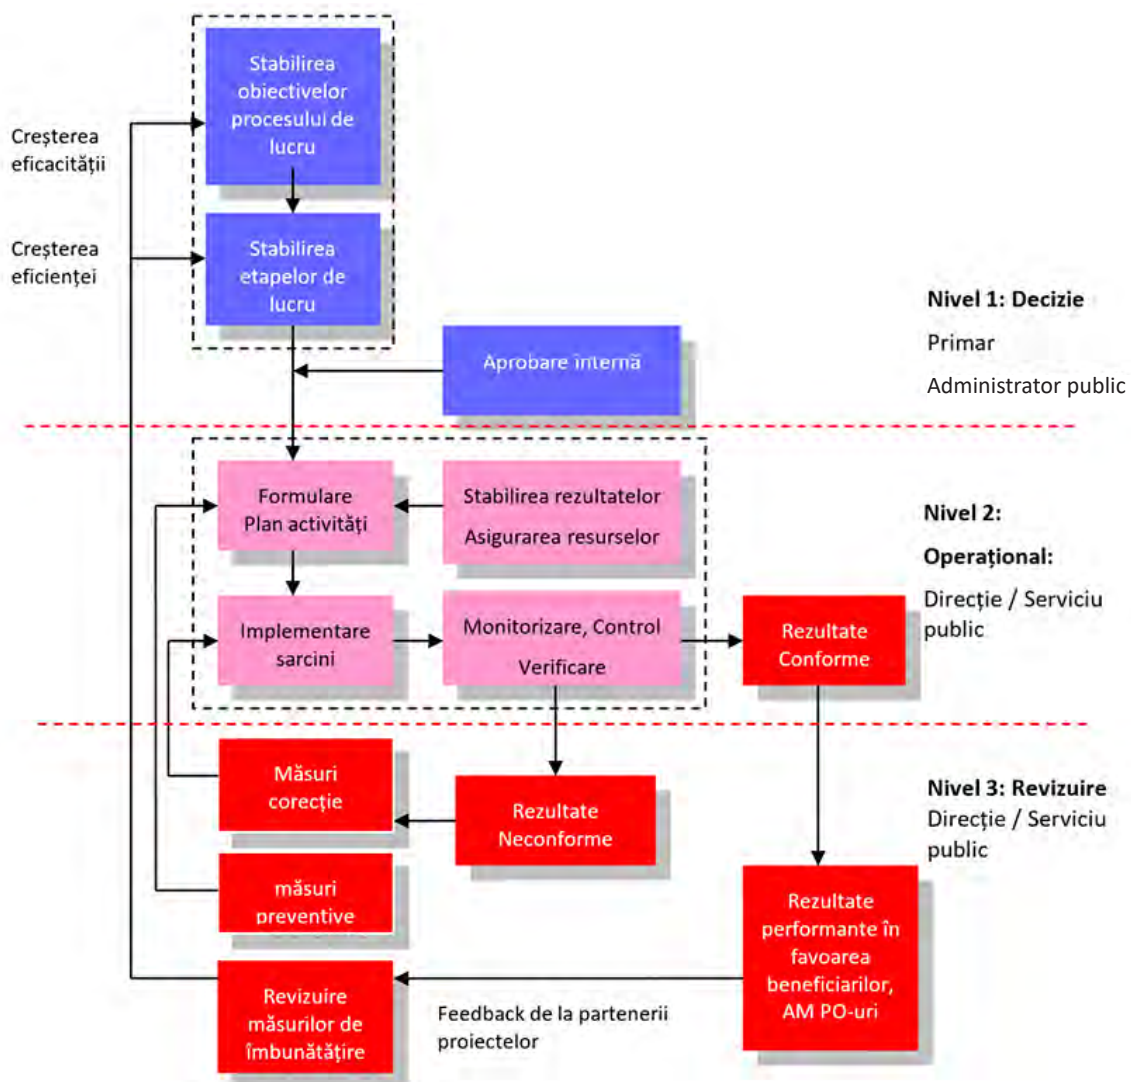 Stabilirea
obiectivelor
procesului de
lucru
Creșterea
eficacității
Creșterea
eficienței
Stabilirea
etapelor de
lucru
Aprobare internă
Nivel 1: Decizie
Primar
Administrator public
Formulare
Plan activități
Stabilirea rezultatelor
Asigurarea resurselor
Nivel 2:
Operațional:
Direcție / Serviciu
public
Implementare
sarcini
Monitorizare, Control
Verificare
Rezultate
Conforme
Măsuri
corecție
Rezultate
Neconforme
Nivel 3: Revizuire
Direcție / Serviciu
public
măsuri
preventive
Rezultate
performante în
favoarea
beneficiarilor,
AM PO-uri
Revizuire
măsurilor de
îmbunătățire
Feedback de la partenerii
proiectelor